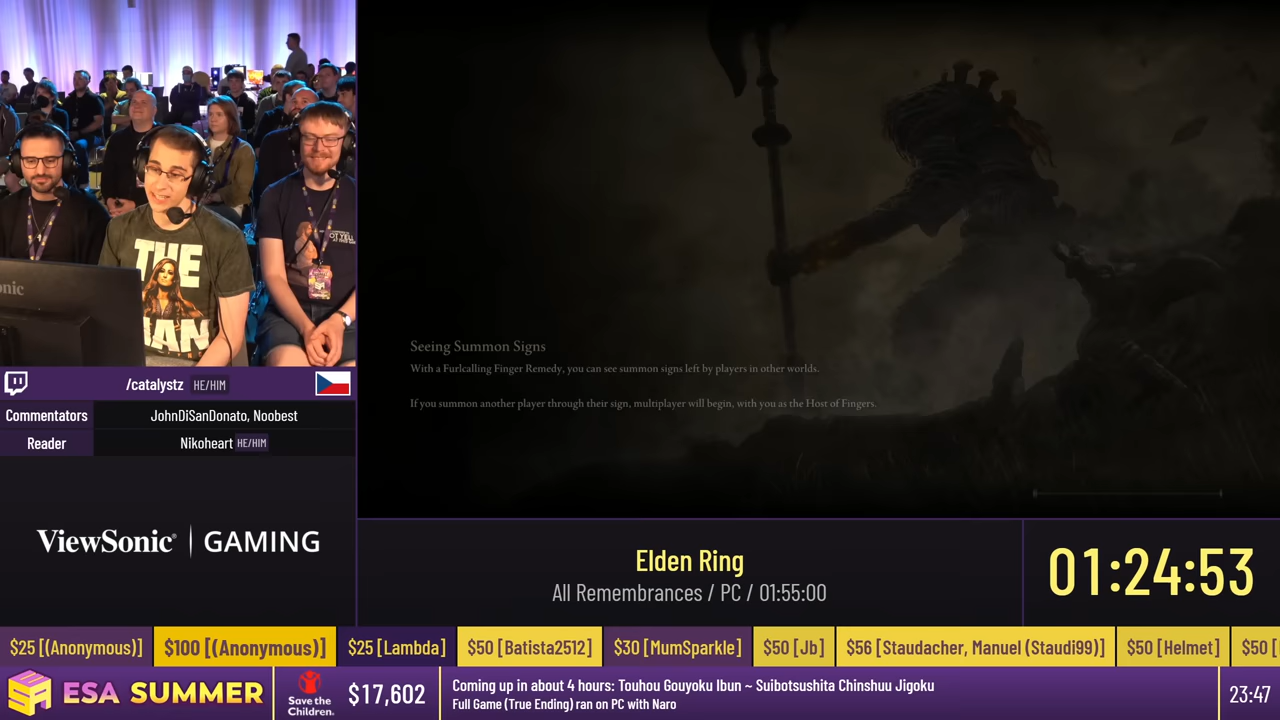 Seeing Summon Signs
With a Furlcalling Finger Remedy, you can see summon signs left by players in other worlds.
If you summon another player through their sign, multiplayer will begin, with you as the Host of Fingers.
THE
MAN
/catalystz HE/HIM
Commentators JohnDiSanDonato, Noobest
Reader Nikoheart HE/HIM
ViewSonic® | GAMING
Elden Ring
All Remembrances / PC / 01:55:00
01:24:53
$25 [(Anonymous)] $100 [(Anonymous)] $25 [Lambda] $50 [Batista2512] $30 [MumSparkle] $50 [Jb] $56 [Staudacher, Manuel (Staudi99)] $50 [Helmet] $50 [
ESA SUMMER
Save the
Children.
$17,602
Coming up in about 4 hours: Touhou Gouyoku Ibun ~ Suibotsushita Chinshuu Jigoku
Full Game (True Ending) ran on PC with Naro
23:47